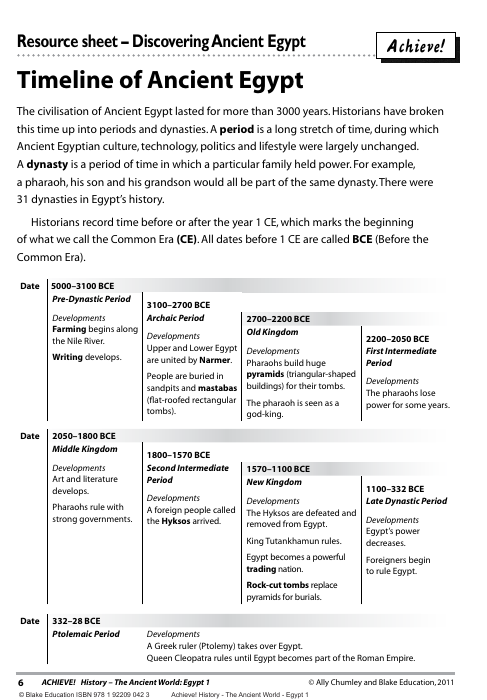 Resource sheet – Discovering Ancient Egypt
Achieve!
Timeline of Ancient Egypt
The civilisation of Ancient Egypt lasted for more than 3000 years. Historians have broken
this time up into periods and dynasties. A period is a long stretch of time, during which
Ancient Egyptian culture, technology, politics and lifestyle were largely unchanged.
A dynasty is a period of time in which a particular family held power. For example,
a pharaoh, his son and his grandson would all be part of the same dynasty. There were
31 dynasties in Egypt's history.
Historians record time before or after the year 1 CE, which marks the beginning
of what we call the Common Era (CE). All dates before 1 CE are called BCE (Before the
Common Era).
Date
5000–3100 BCE
Pre-Dynastic Period
Developments
Farming begins along
the Nile River.
Writing develops.
3100–2700 BCE
Archaic Period
Developments
Upper and Lower Egypt
are united by Narmer.
People are buried in
sandpits and mastabas
(flat-roofed rectangular
tombs).
2700–2200 BCE
Old Kingdom
Developments
Pharaohs build huge
pyramids (triangular-shaped
buildings) for their tombs.
The pharaoh is seen as a
god-king.
2200–2050 BCE
First Intermediate
Period
Developments
The pharaohs lose
power for some years.
Date
2050–1800 BCE
Middle Kingdom
Developments
Art and literature
develops.
Pharaohs rule with
strong governments.
1800–1570 BCE
Second Intermediate
Period
Developments
A foreign people called
the Hyksos arrived.
1570–1100 BCE
New Kingdom
Developments
The Hyksos are defeated and
removed from Egypt.
King Tutankhamun rules.
Egypt becomes a powerful
trading nation.
Rock-cut tombs replace
pyramids for burials.
1100–332 BCE
Late Dynastic Period
Developments
Egypt's power
decreases.
Foreigners begin
to rule Egypt.
Date
332–28 BCE
Ptolemaic Period
Developments
A Greek ruler (Ptolemy) takes over Egypt.
Queen Cleopatra rules until Egypt becomes part of the Roman Empire.
6 ACHIEVE! History – The Ancient World: Egypt 1
© Ally Chumley and Blake Education, 2011
© Blake Education ISBN 978 1 92209 042 3 Achieve! History - The Ancient World - Egypt 1